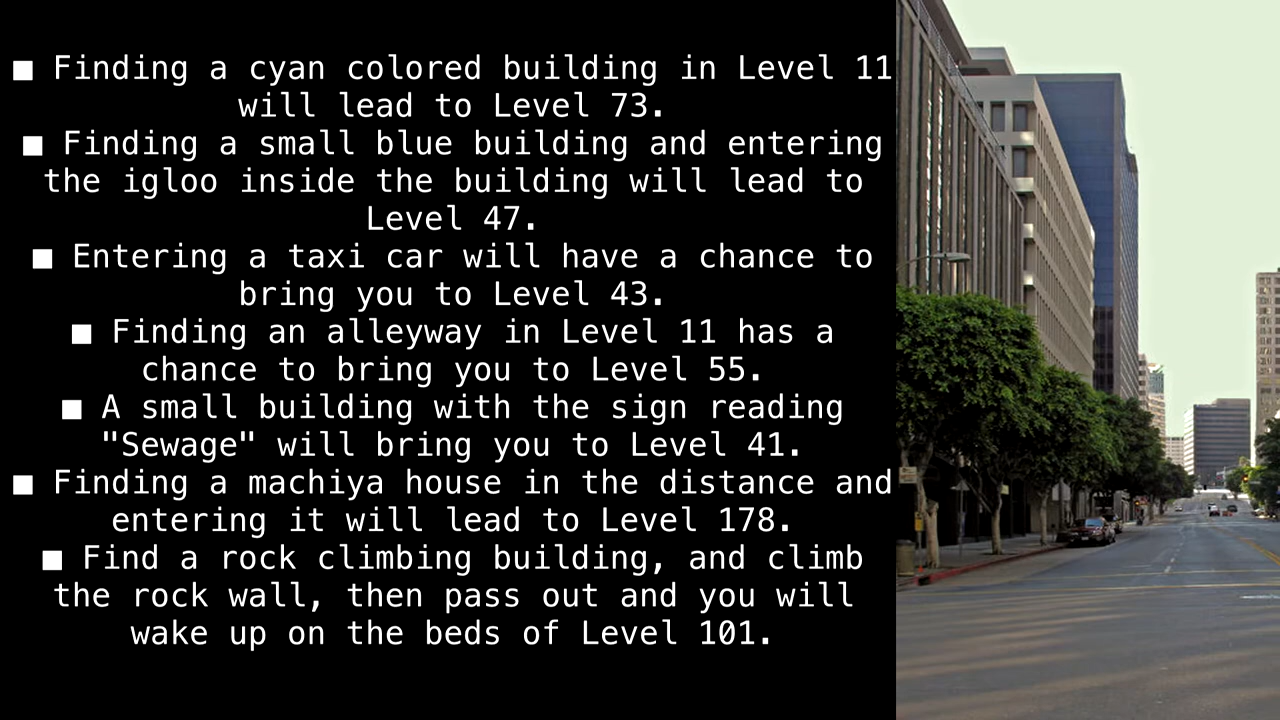 ■ Finding a cyan colored building in Level 11
will lead to Level 73.
■ Finding a small blue building and entering
the igloo inside the building will lead to
Level 47.
■ Entering a taxi car will have a chance to
bring you to Level 43.
■ Finding an alleyway in Level 11 has a
chance to bring you to Level 55.
■ A small building with the sign reading
"Sewage" will bring you to Level 41.
■ Finding a machiya house in the distance and
entering it will lead to Level 178.
■ Find a rock climbing building, and climb
the rock wall, then pass out and you will
wake up on the beds of Level 101.